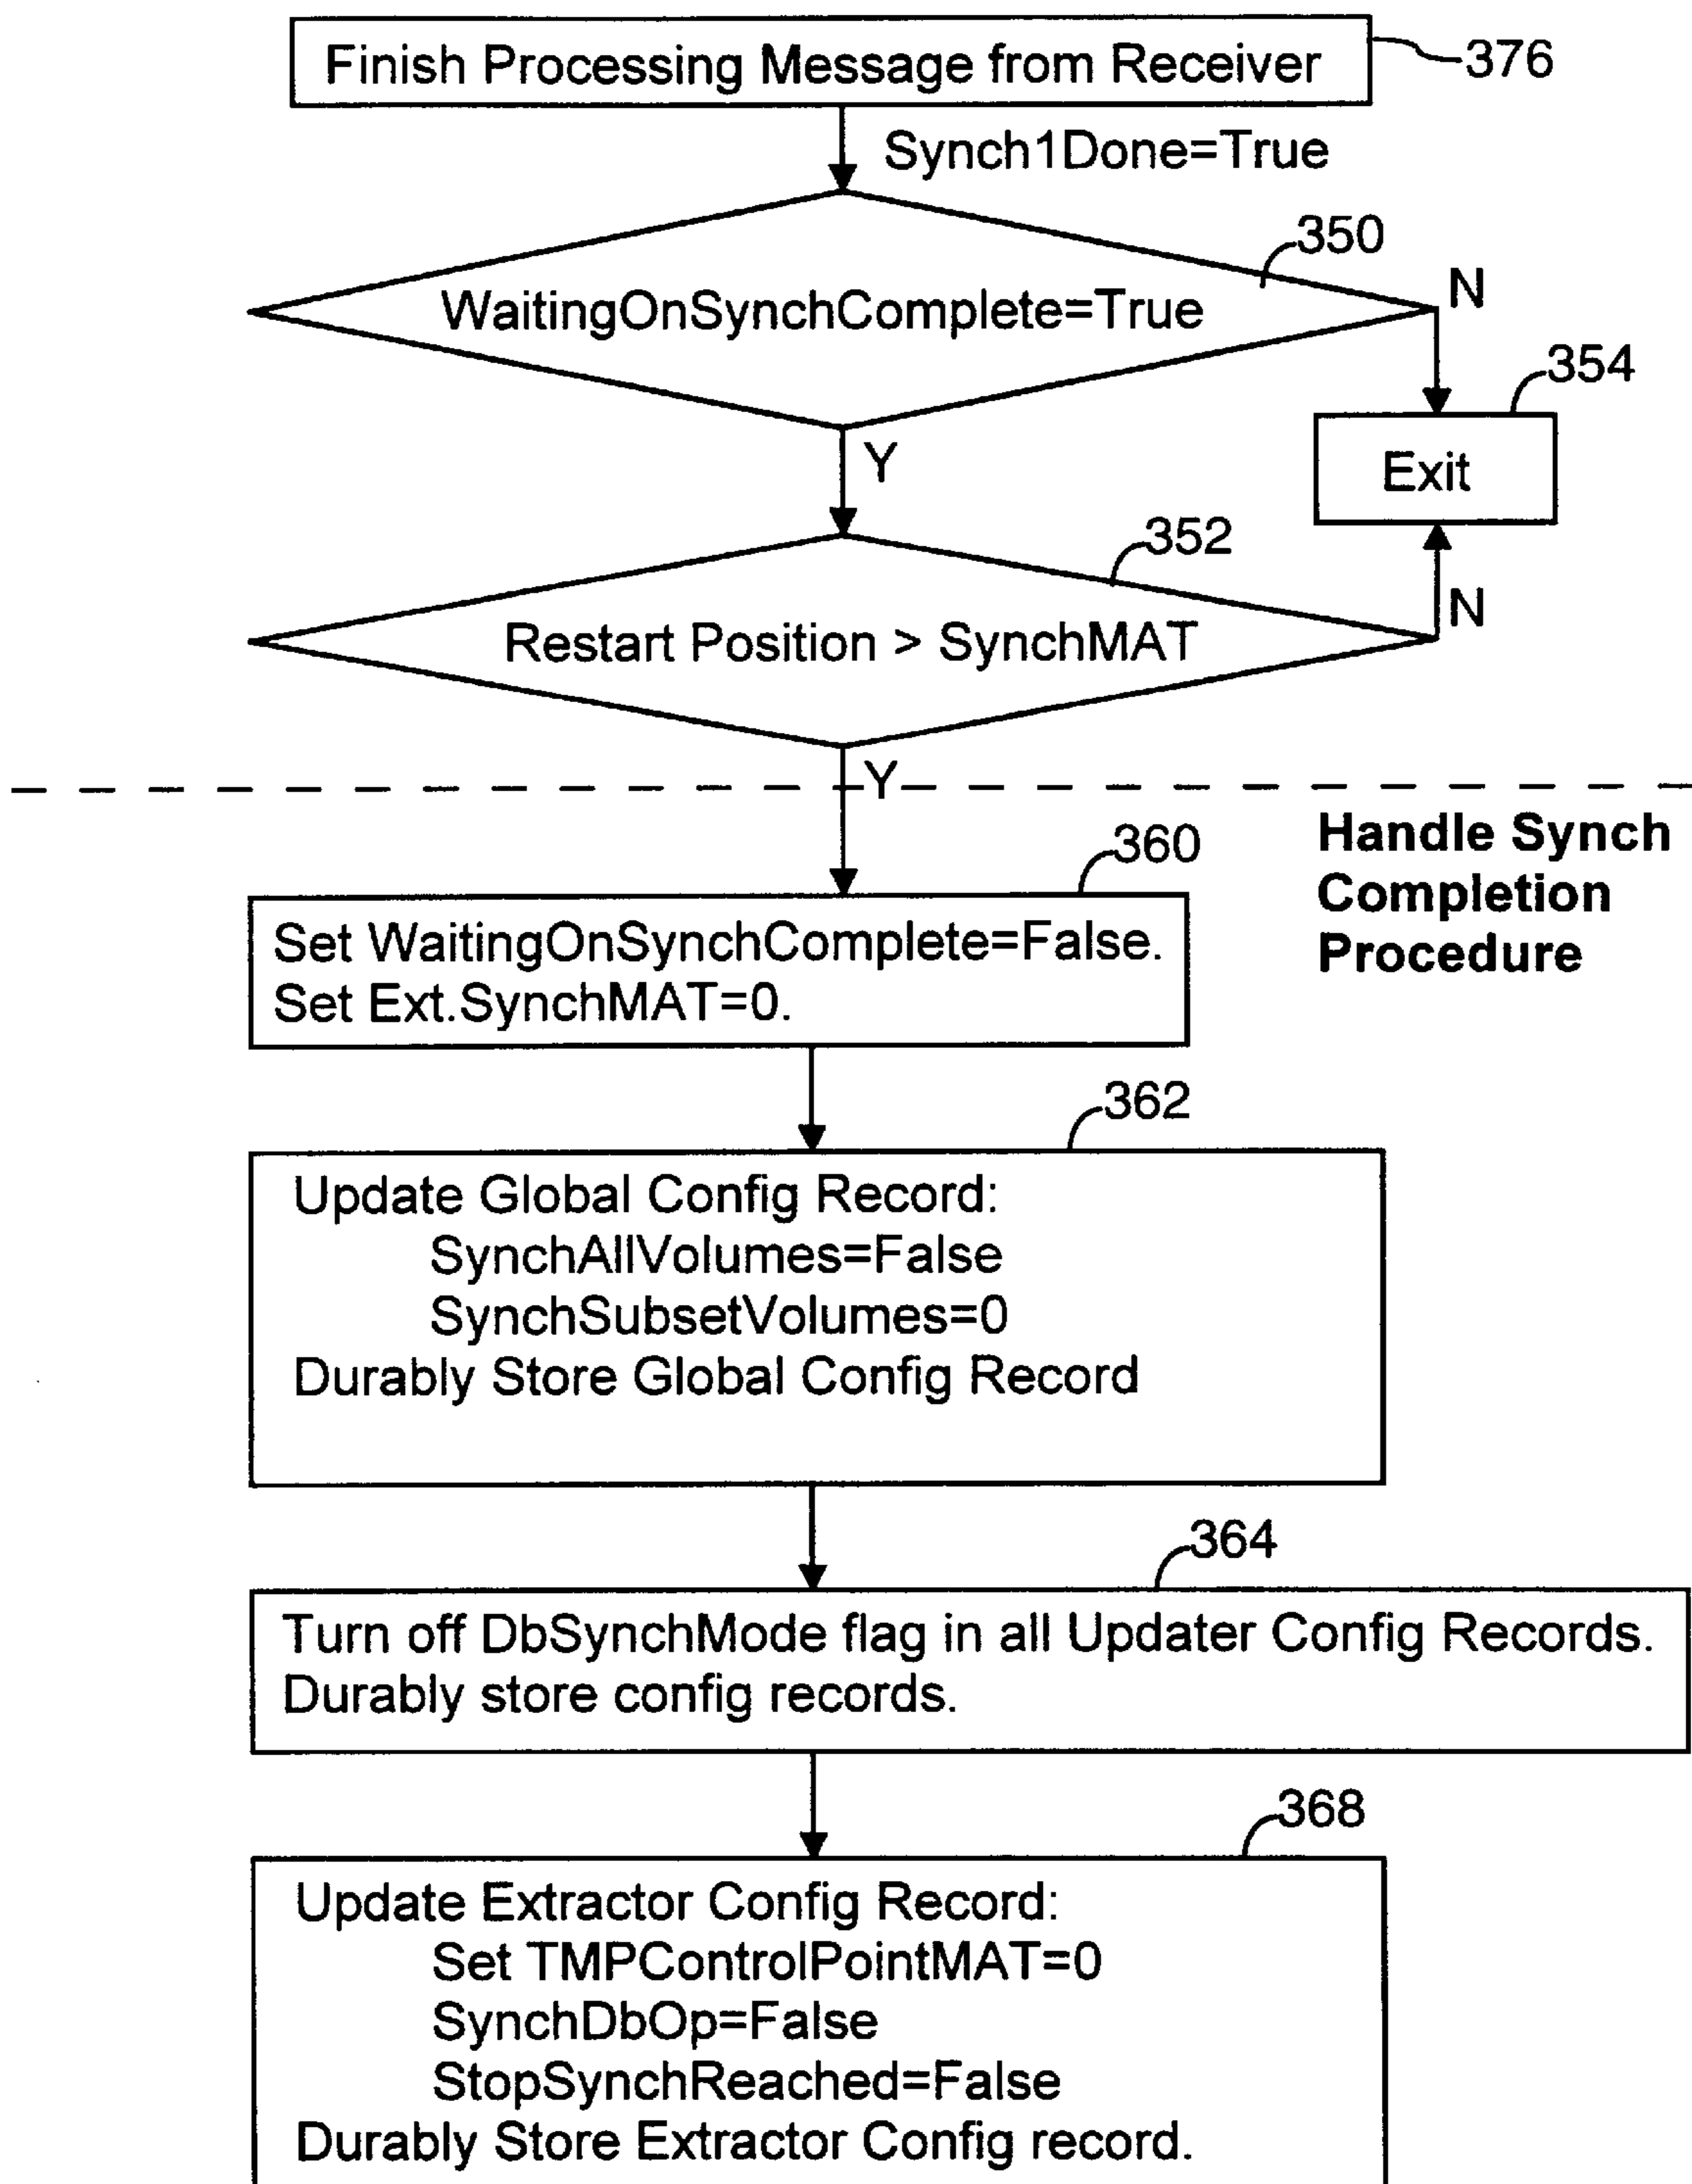 Finish Processing Message from Receiver
376
Synch1Done=True
350
WaitingOnSynchComplete=True
N
354
Exit
Y
352
Restart Position > SynchMAT
N
Y
Handle Synch
Completion
Procedure
360
Set WaitingOnSynchComplete=False.
Set Ext.SynchMAT=0.
362
Update Global Config Record:
SynchAllVolumes=False
SynchSubsetVolumes=0
Durably Store Global Config Record
364
Turn off DbSynchMode flag in all Updater Config Records.
Durably store config records.
368
Update Extractor Config Record:
Set TMPControlPointMAT=0
SynchDbOp=False
StopSynchReached=False
Durably Store Extractor Config record.